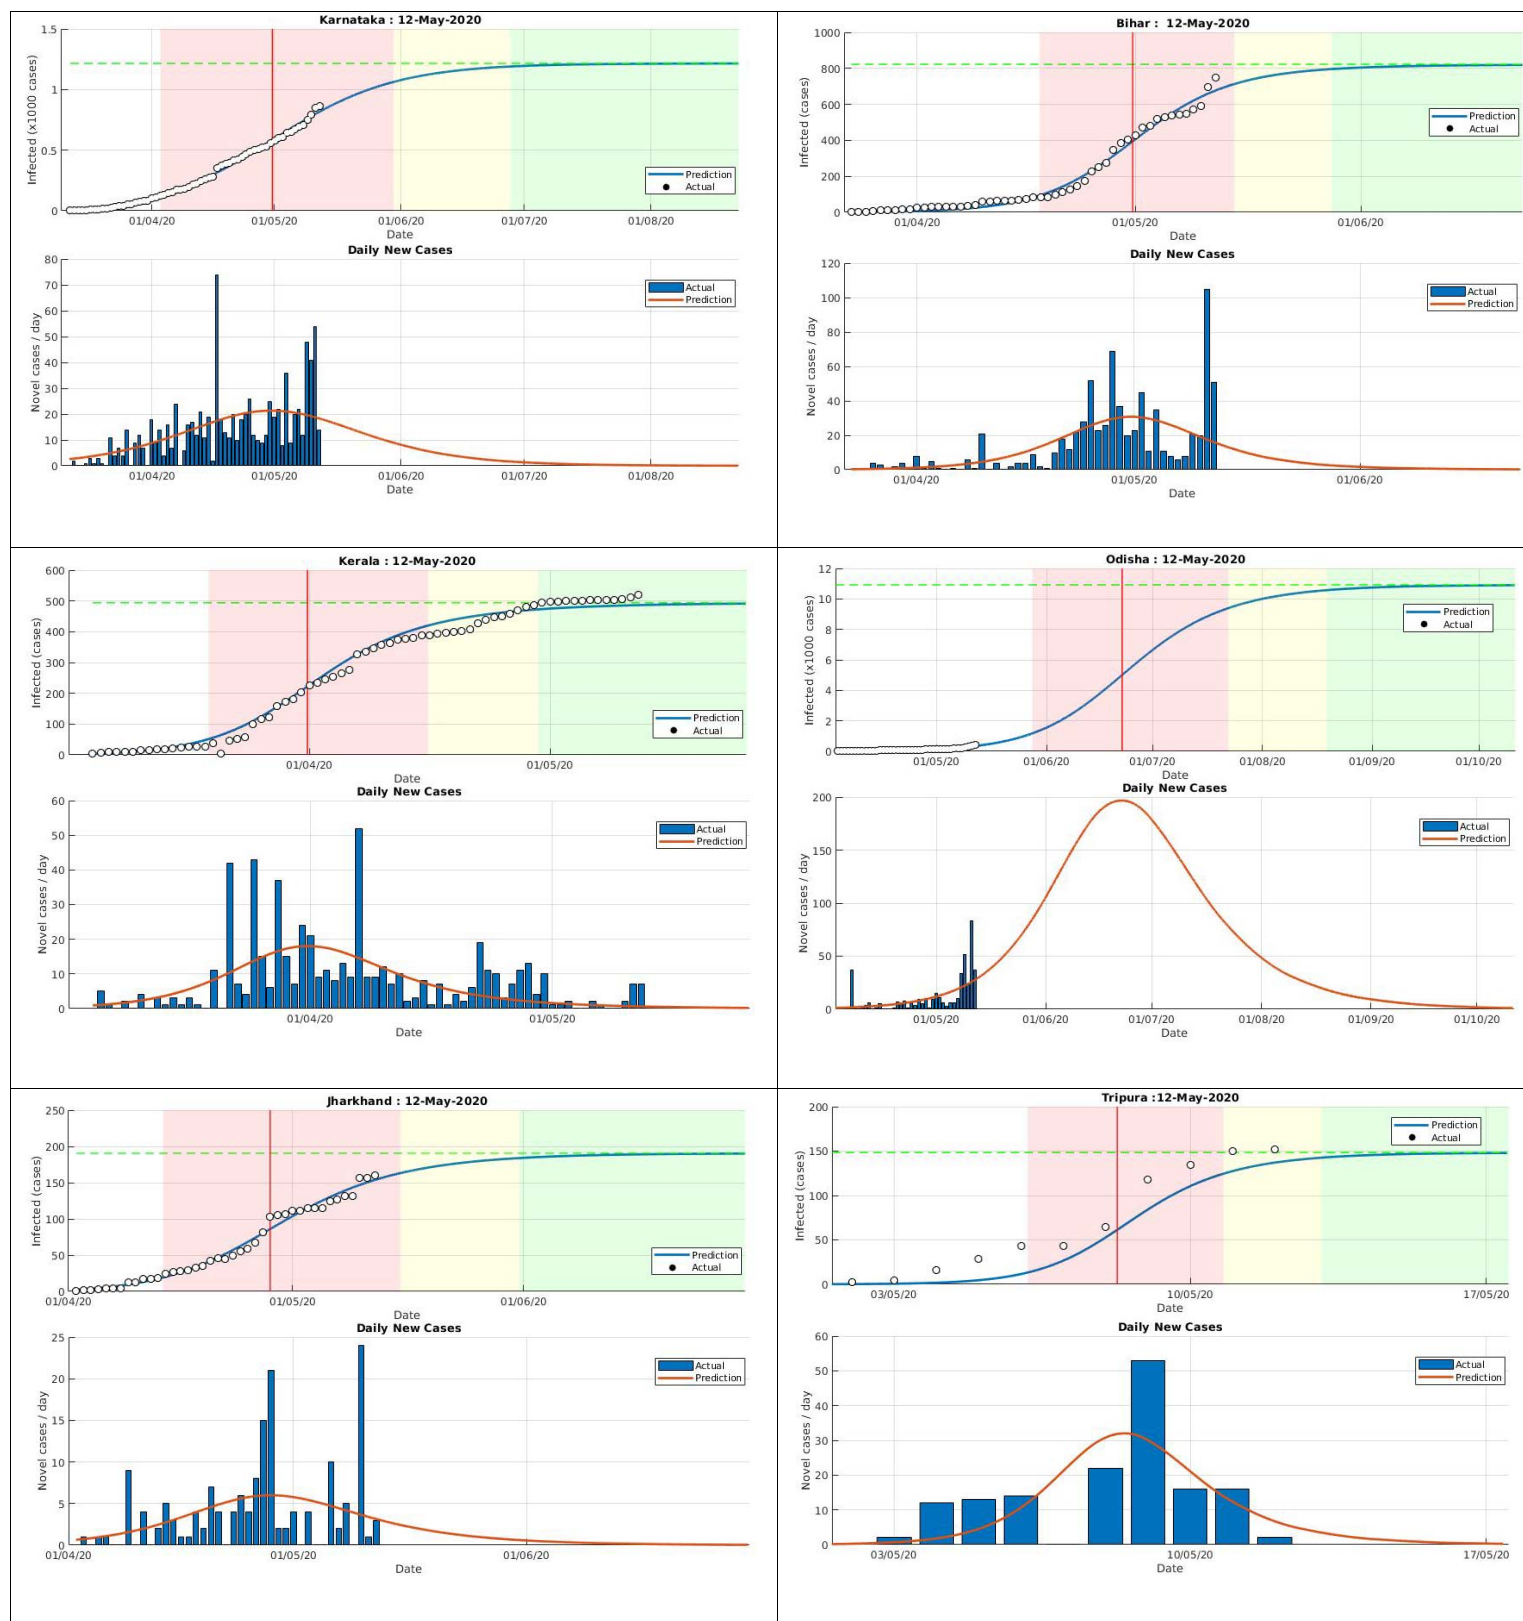 Karnataka : 12-May-2020
1.5
1
0.5
0
Infected (x1000 cases)
Prediction
Actual
01/04/20 01/05/20 01/06/20 01/07/20 01/08/20
Date
Daily New Cases
80
70
60
50
40
30
20
10
0
Novel cases / day
Actual
Prediction
01/04/20 01/05/20 01/06/20 01/07/20 01/08/20
Date
Bihar : 12-May-2020
1000
800
600
400
200
0
Infected (cases)
Prediction
Actual
01/04/20 01/05/20 01/06/20
Date
Daily New Cases
120
100
80
60
40
20
0
Novel cases / day
Actual
Prediction
01/04/20 01/05/20 01/06/20
Date
Kerala : 12-May-2020
600
500
400
300
200
100
0
Infected (cases)
Prediction
Actual
01/04/20 01/05/20
Date
Daily New Cases
60
50
40
30
20
10
0
Novel cases / day
Actual
Prediction
01/04/20 01/05/20
Date
Odisha : 12-May-2020
12
10
8
6
4
2
0
Infected (x1000 cases)
Prediction
Actual
01/05/20 01/06/20 01/07/20 01/08/20 01/09/20 01/10/20
Date
Daily New Cases
200
150
100
50
0
Novel cases / day
Actual
Prediction
01/05/20 01/06/20 01/07/20 01/08/20 01/09/20 01/10/20
Date
Jharkhand : 12-May-2020
250
200
150
100
50
0
Infected (cases)
Prediction
Actual
01/04/20 01/05/20 01/06/20
Date
Daily New Cases
25
20
15
10
5
0
Novel cases / day
Actual
Prediction
01/04/20 01/05/20 01/06/20
Date
Tripura :12-May-2020
200
150
100
50
0
Infected (cases)
Prediction
Actual
03/05/20 10/05/20 17/05/20
Date
Daily New Cases
60
50
40
30
20
10
0
Novel cases / day
Actual
Prediction
03/05/20 10/05/20 17/05/20
Date